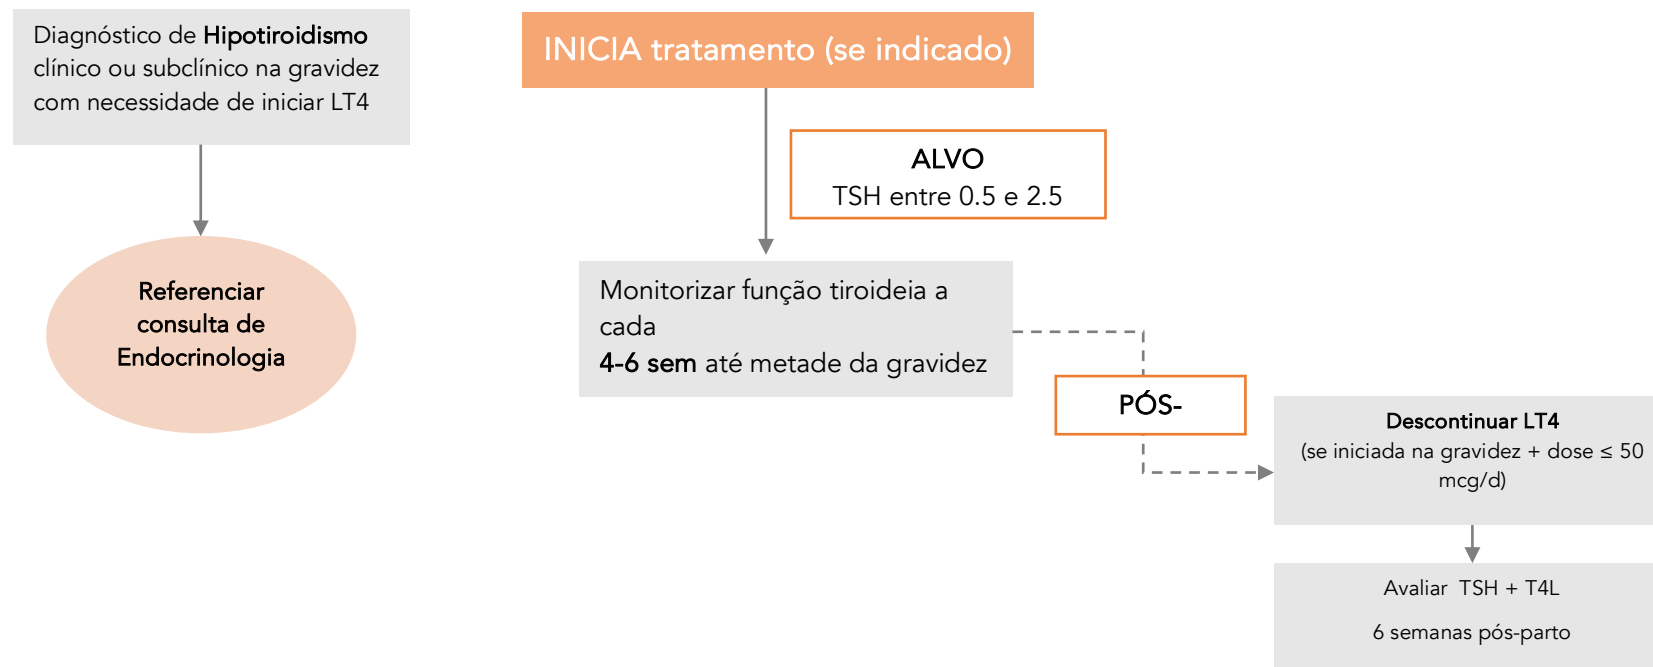 Diagnóstico de Hipotiroidismo
clínico ou subclínico na gravidez
com necessidade de iniciar LT4
Referenciar
consulta de
Endocrinologia
INICIA tratamento (se indicado)
ALVO
TSH entre 0.5 e 2.5
Monitorizar função tiroideia a
cada
4-6 sem até metade da gravidez
PÓS-
Descontinuar LT4
(se iniciada na gravidez + dose ≤ 50
mcg/d)
Avaliar TSH + T4L
6 semanas pós-parto